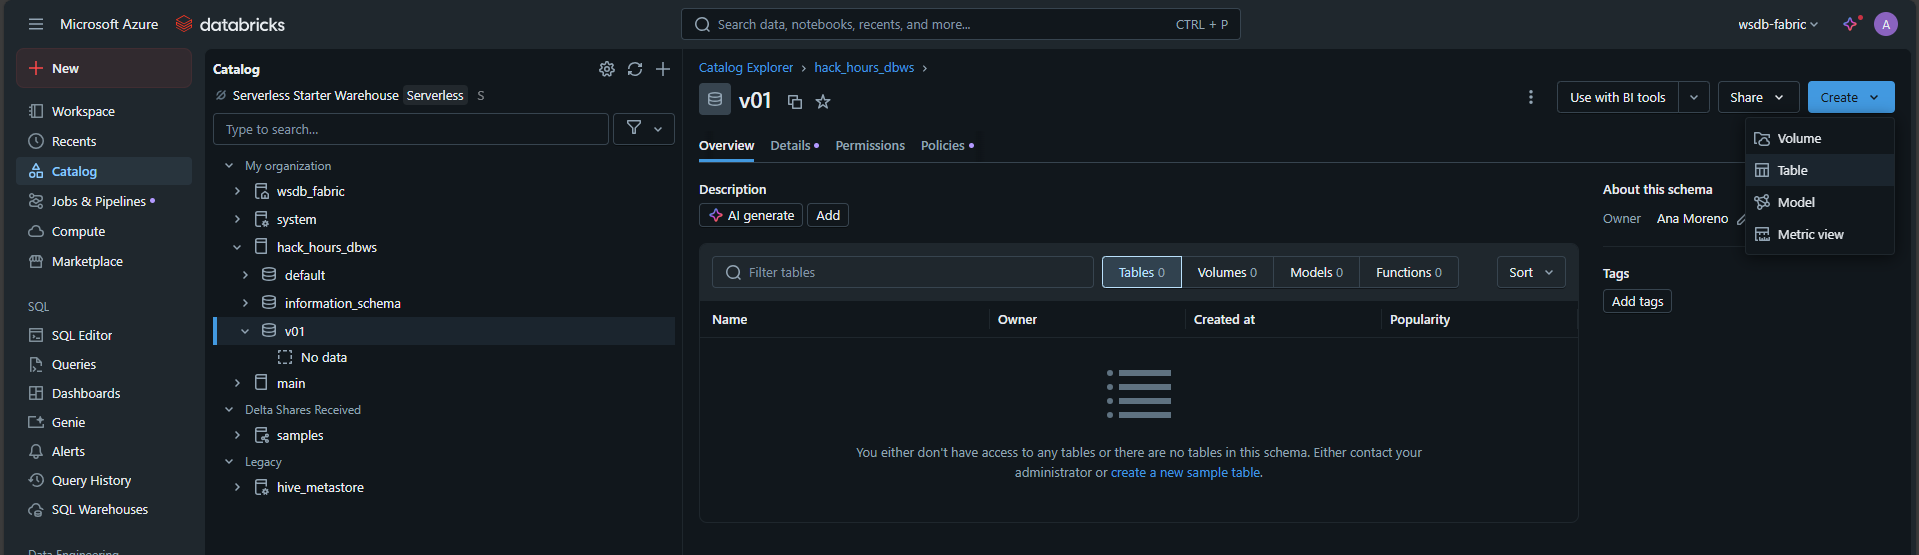 Microsoft Azure databricks
Search data, notebooks, recents, and more... CTRL + P
wsdb-fabric
A
New
Workspace
Recents
Catalog
Jobs & Pipelines
Compute
Marketplace
SQL
SQL Editor
Queries
Dashboards
Genie
Alerts
Query History
SQL Warehouses
Data Engineering
Catalog
Serverless Starter Warehouse Serverless S
Type to search...
My organization
wsdb_fabric
system
hack_hours_dbws
default
information_schema
v01
No data
main
Delta Shares Received
samples
Legacy
hive_metastore
Catalog Explorer > hack_hours_dbws >
v01
Use with BI tools
Share
Create
Volume
Table
Model
Metric view
Overview Details Permissions Policies
Description
AI generate Add
Filter tables
Tables 0 Volumes 0 Models 0 Functions 0
Sort
Name Owner Created at Popularity
You either don't have access to any tables or there are no tables in this schema. Either contact your
administrator or create a new sample table.
About this schema
Owner Ana Moreno
Tags
Add tags